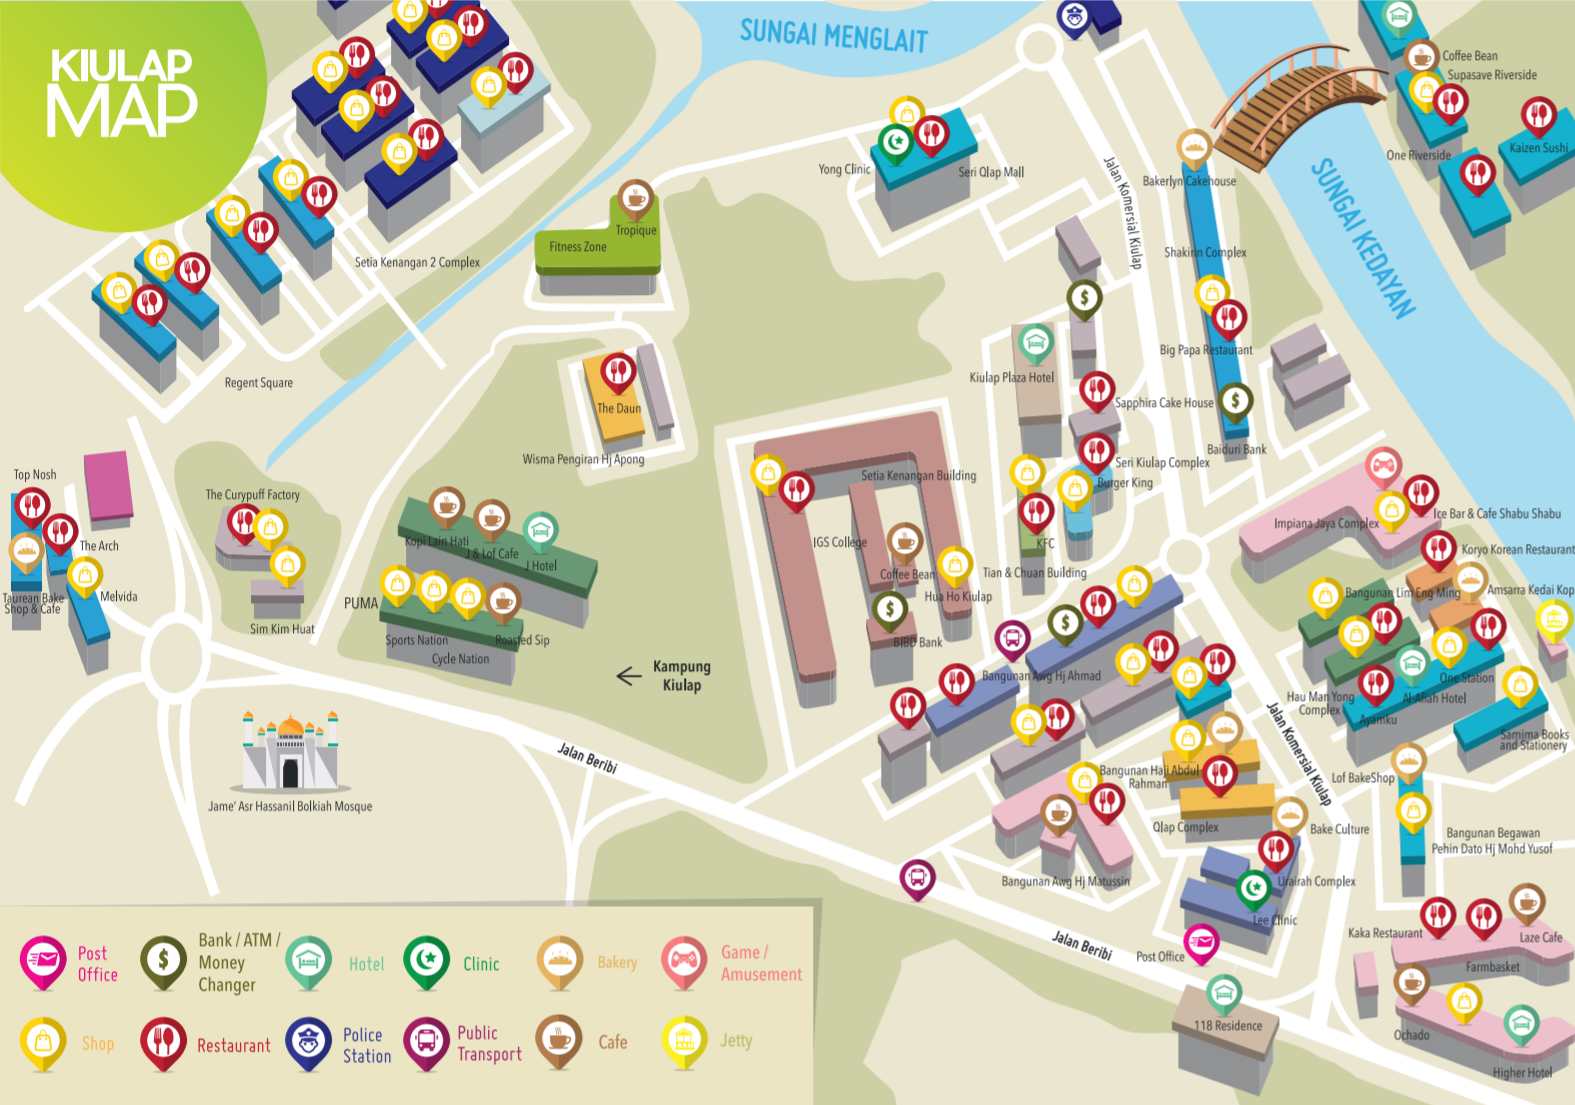 KIULAP
MAP
SUNGAI MENGLAIT
SUNGAI KEDAYAN
Coffee Bean
Supasave Riverside
One Riverside
Kaizen Sushi
Yong Clinic
Seri Qlap Mall
Jalan Komersial Kiulap
Bakerlyn Cakehouse
Shakirin Complex
Big Papa Restaurant
Baiduri Bank
Setia Kenangan 2 Complex
Regent Square
Tropique
Fitness Zone
The Daun
Wisma Pengiran Hj Apong
Kiulap Plaza Hotel
Sapphira Cake House
Seri Kiulap Complex
Burger King
KFC
Tian & Chuan Building
Setia Kenangan Building
IGS College
Coffee Bean
Hua Ho Kiulap
BIBD Bank
Top Nosh
The Arch
Taurean Bake
Shop & Cafe
Melvida
The Curypuff Factory
Sim Kim Huat
Kopi Lain Hati
J & Lof Cafe
J Hotel
PUMA
Sports Nation
Cycle Nation
Roasted Sip
Kampung
Kiulap
Impiana Jaya Complex
Ice Bar & Cafe Shabu Shabu
Koryo Korean Restaurant
Bangunan Lim Eng Ming
Amsarra Kedai Kop
One Station
Al-Afiah Hotel
Hau Man Yong
Complex
Ayamku
Samima Books
and Stationery
Bangunan Awg Hj Ahmad
Jalan Komersial Kiulap
Lof BakeShop
Bangunan Haji Abdul
Rahman
Qlap Complex
Bake Culture
Bangunan Begawan
Pehin Dato Hj Mohd Yusof
Bangunan Awg Hj Matussin
Urairah Complex
Lee Clinic
Jalan Beribi
Jame' Asr Hassanil Bolkiah Mosque
Jalan Beribi
Post Office
118 Residence
Kaka Restaurant
Laze Cafe
Farmbasket
Ochado
Higher Hotel
Post
Office
Bank / ATM /
Money
Changer
Hotel
Clinic
Bakery
Game /
Amusement
Shop
Restaurant
Police
Station
Public
Transport
Cafe
Jetty